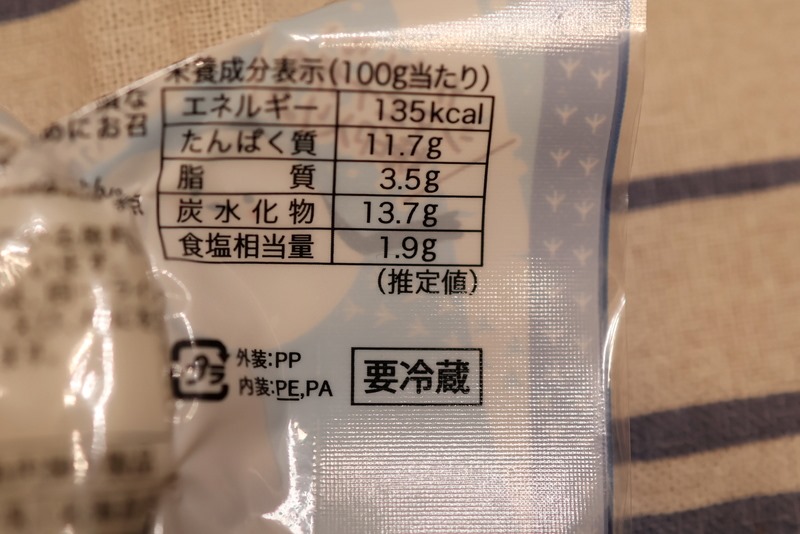 栄養成分表示(100g当たり)
エネルギー 135kcal
たんぱく質 11.7g
脂質 3.5g
炭水化物 13.7g
食塩相当量 1.9g
(推定値)
プラ
外装:PP
内装:PE,PA
要冷蔵